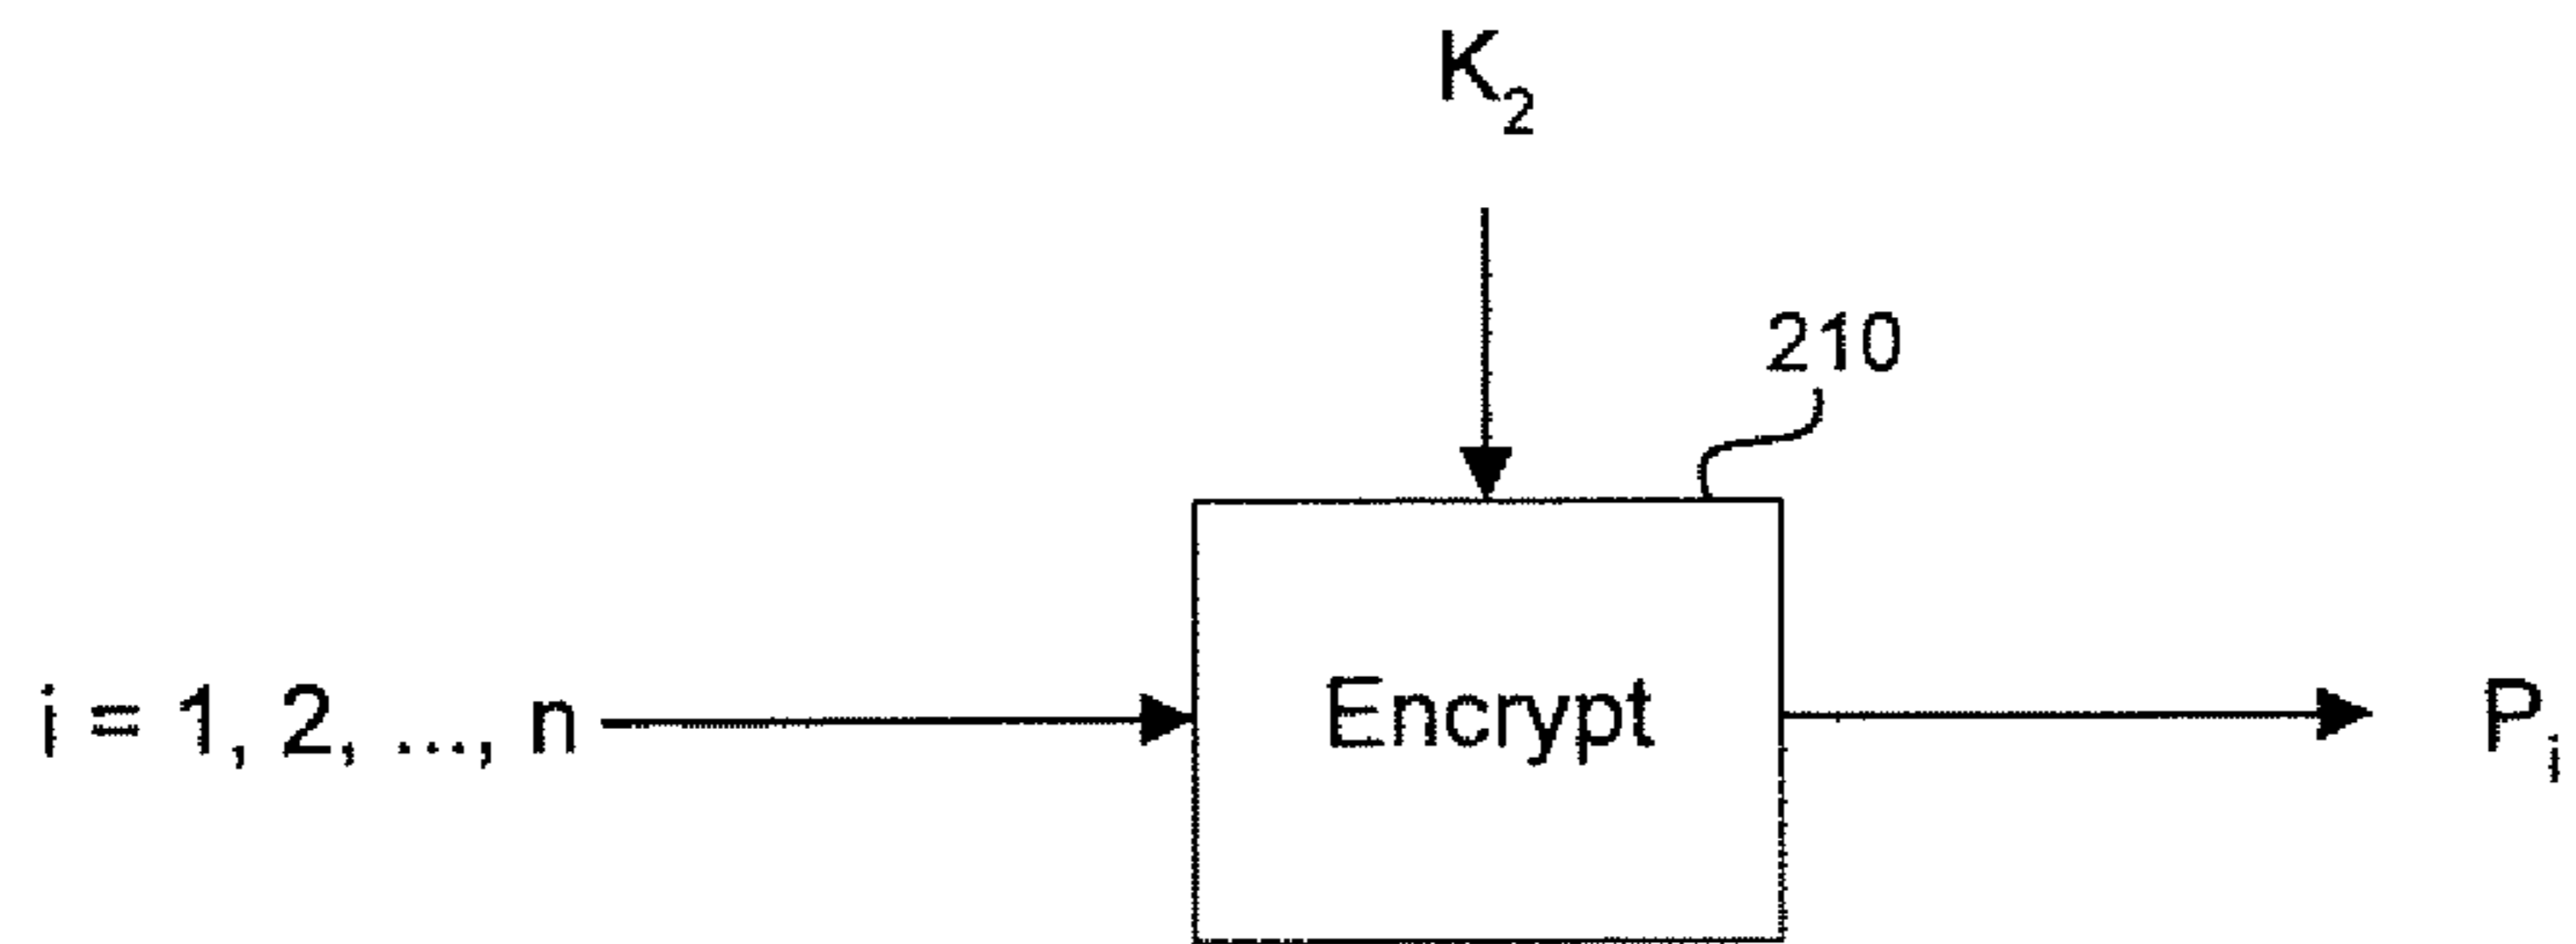 K₂
210
i = 1, 2, ..., n
Encrypt
Pᵢ